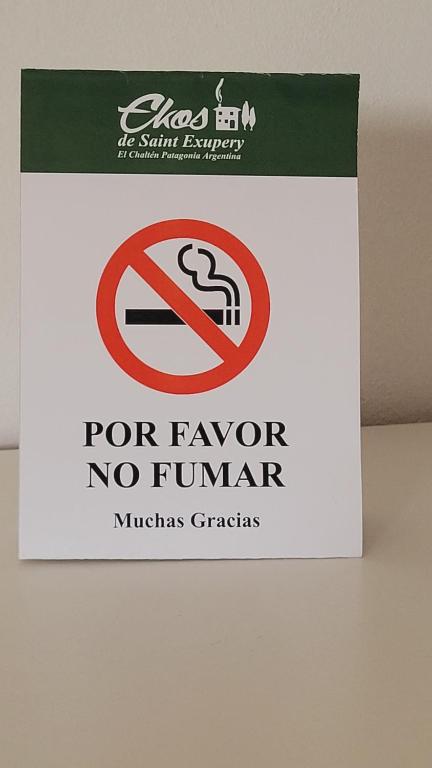 Ekos
de Saint Exupery
El Chaltén Patagonia Argentina
POR FAVOR
NO FUMAR
Muchas Gracias